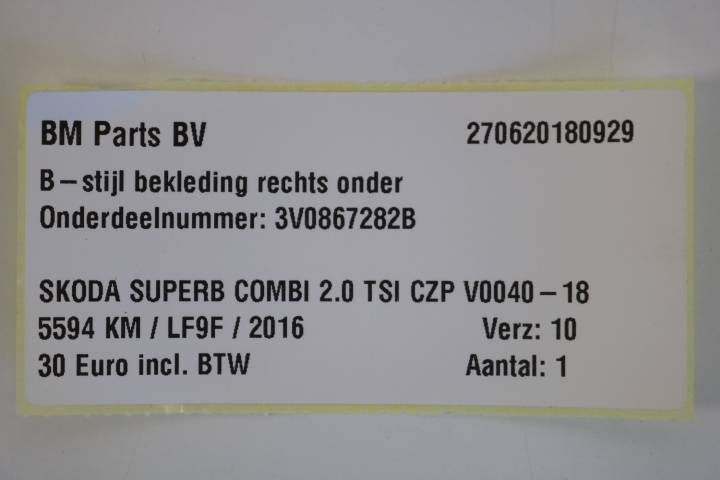 BM Parts BV 270620180929
B-stijl bekleding rechts onder
Onderdeelnummer: 3V0867282B
SKODA SUPERB COMBI 2.0 TSI CZP V0040-18
5594 KM / LF9F / 2016 Verz: 10
30 Euro incl. BTW Aantal: 1